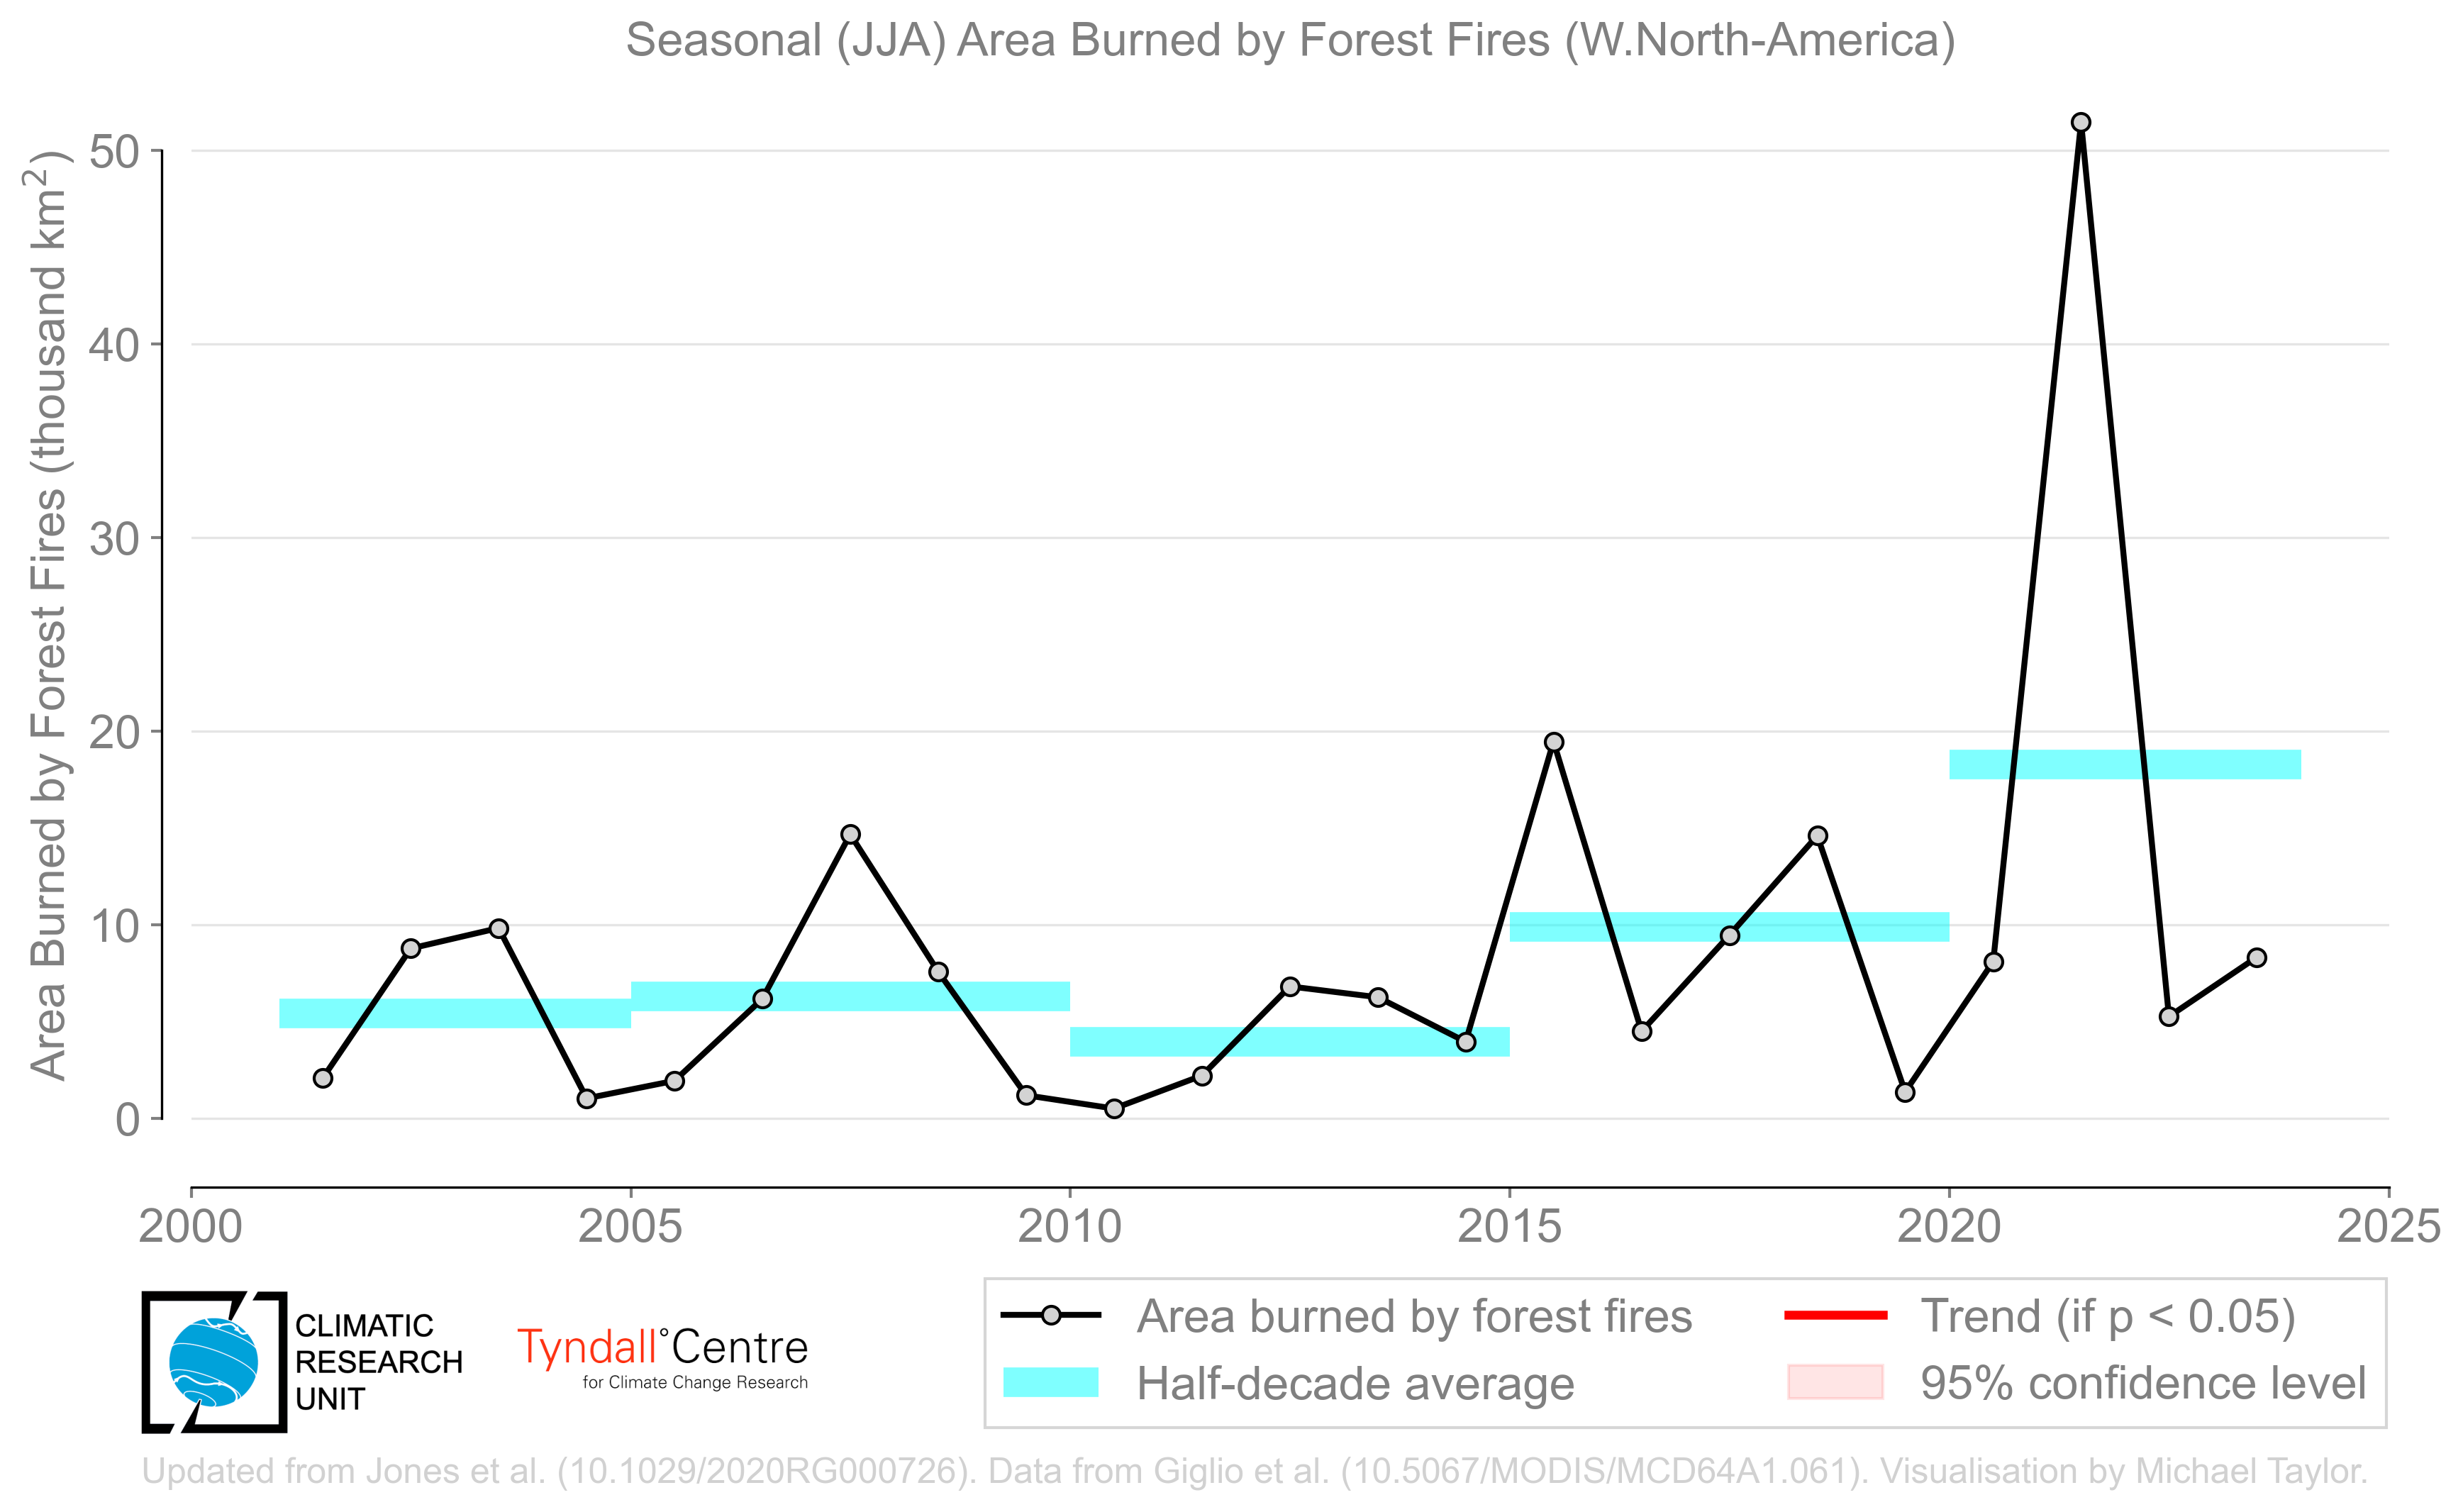 Seasonal (JJA) Area Burned by Forest Fires (W.North-America)
Area Burned by Forest Fires (thousand km²)
50
40
30
20
10
0
2000
2005
2010
2015
2020
2025
CLIMATIC
RESEARCH
UNIT
Tyndall°Centre
for Climate Change Research
Area burned by forest fires
Trend (if p < 0.05)
Half-decade average
95% confidence level
Updated from Jones et al. (10.1029/2020RG000726). Data from Giglio et al. (10.5067/MODIS/MCD64A1.061). Visualisation by Michael Taylor.